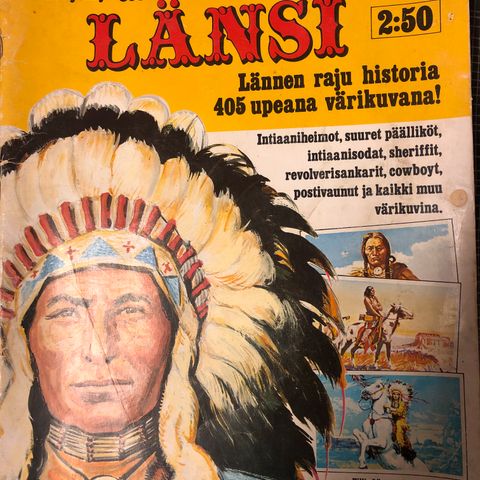 LÄNSI
2:50
Lännen raju historia
405 upeana värikuvana!
Intiaaniheimot, suuret päälliköt,
intiaanisodat, sheriffit,
revolverisankarit, cowboyt,
postivaunut ja kaikki muu
värikuvina.